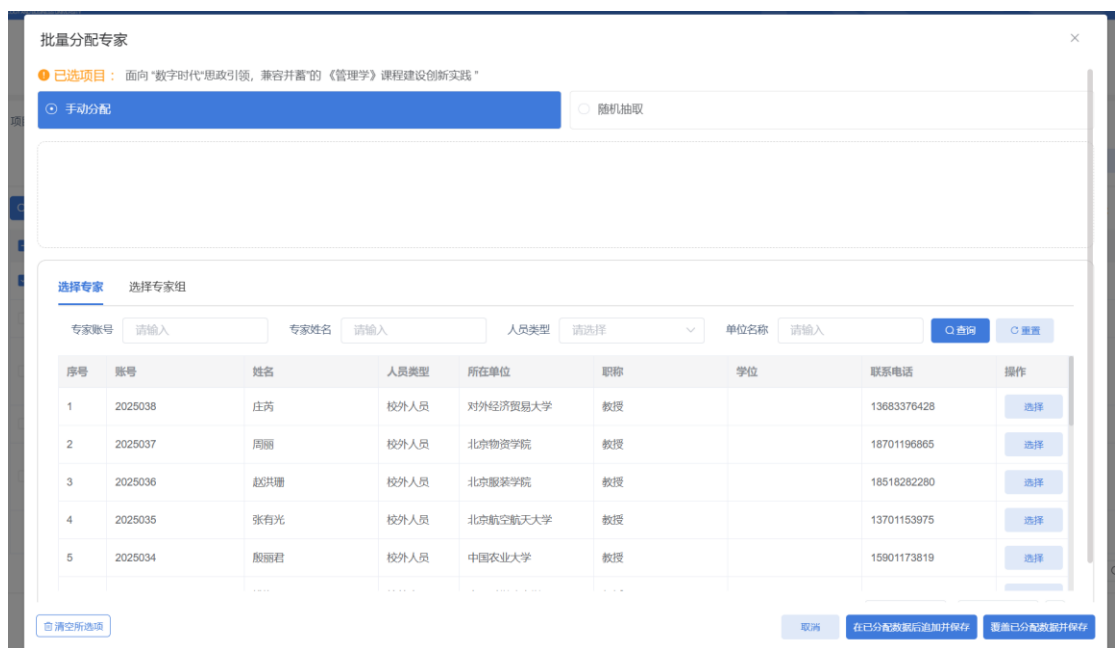 批量分配专家
已选项目： 面向 "数字时代"思政引领，兼容并蓄"的 《管理学》课程建设创新实践 "
手动分配 随机抽取
选择专家 选择专家组
专家账号 请输入 专家姓名 请输入 人员类型 请选择 单位名称 请输入 查询 重置
序号 账号 姓名 人员类型 所在单位 职称 学位 联系电话 操作
1 2025038 庄芮 校外人员 对外经济贸易大学 教授 13683376428 选择
2 2025037 周丽 校外人员 北京物资学院 教授 18701196865 选择
3 2025036 赵洪珊 校外人员 北京服装学院 教授 18518282280 选择
4 2025035 张有光 校外人员 北京航空航天大学 教授 13701153975 选择
5 2025034 殷丽君 校外人员 中国农业大学 教授 15901173819 选择
清空所选项 取消 在已分配数据后追加并保存 覆盖已分配数据并保存